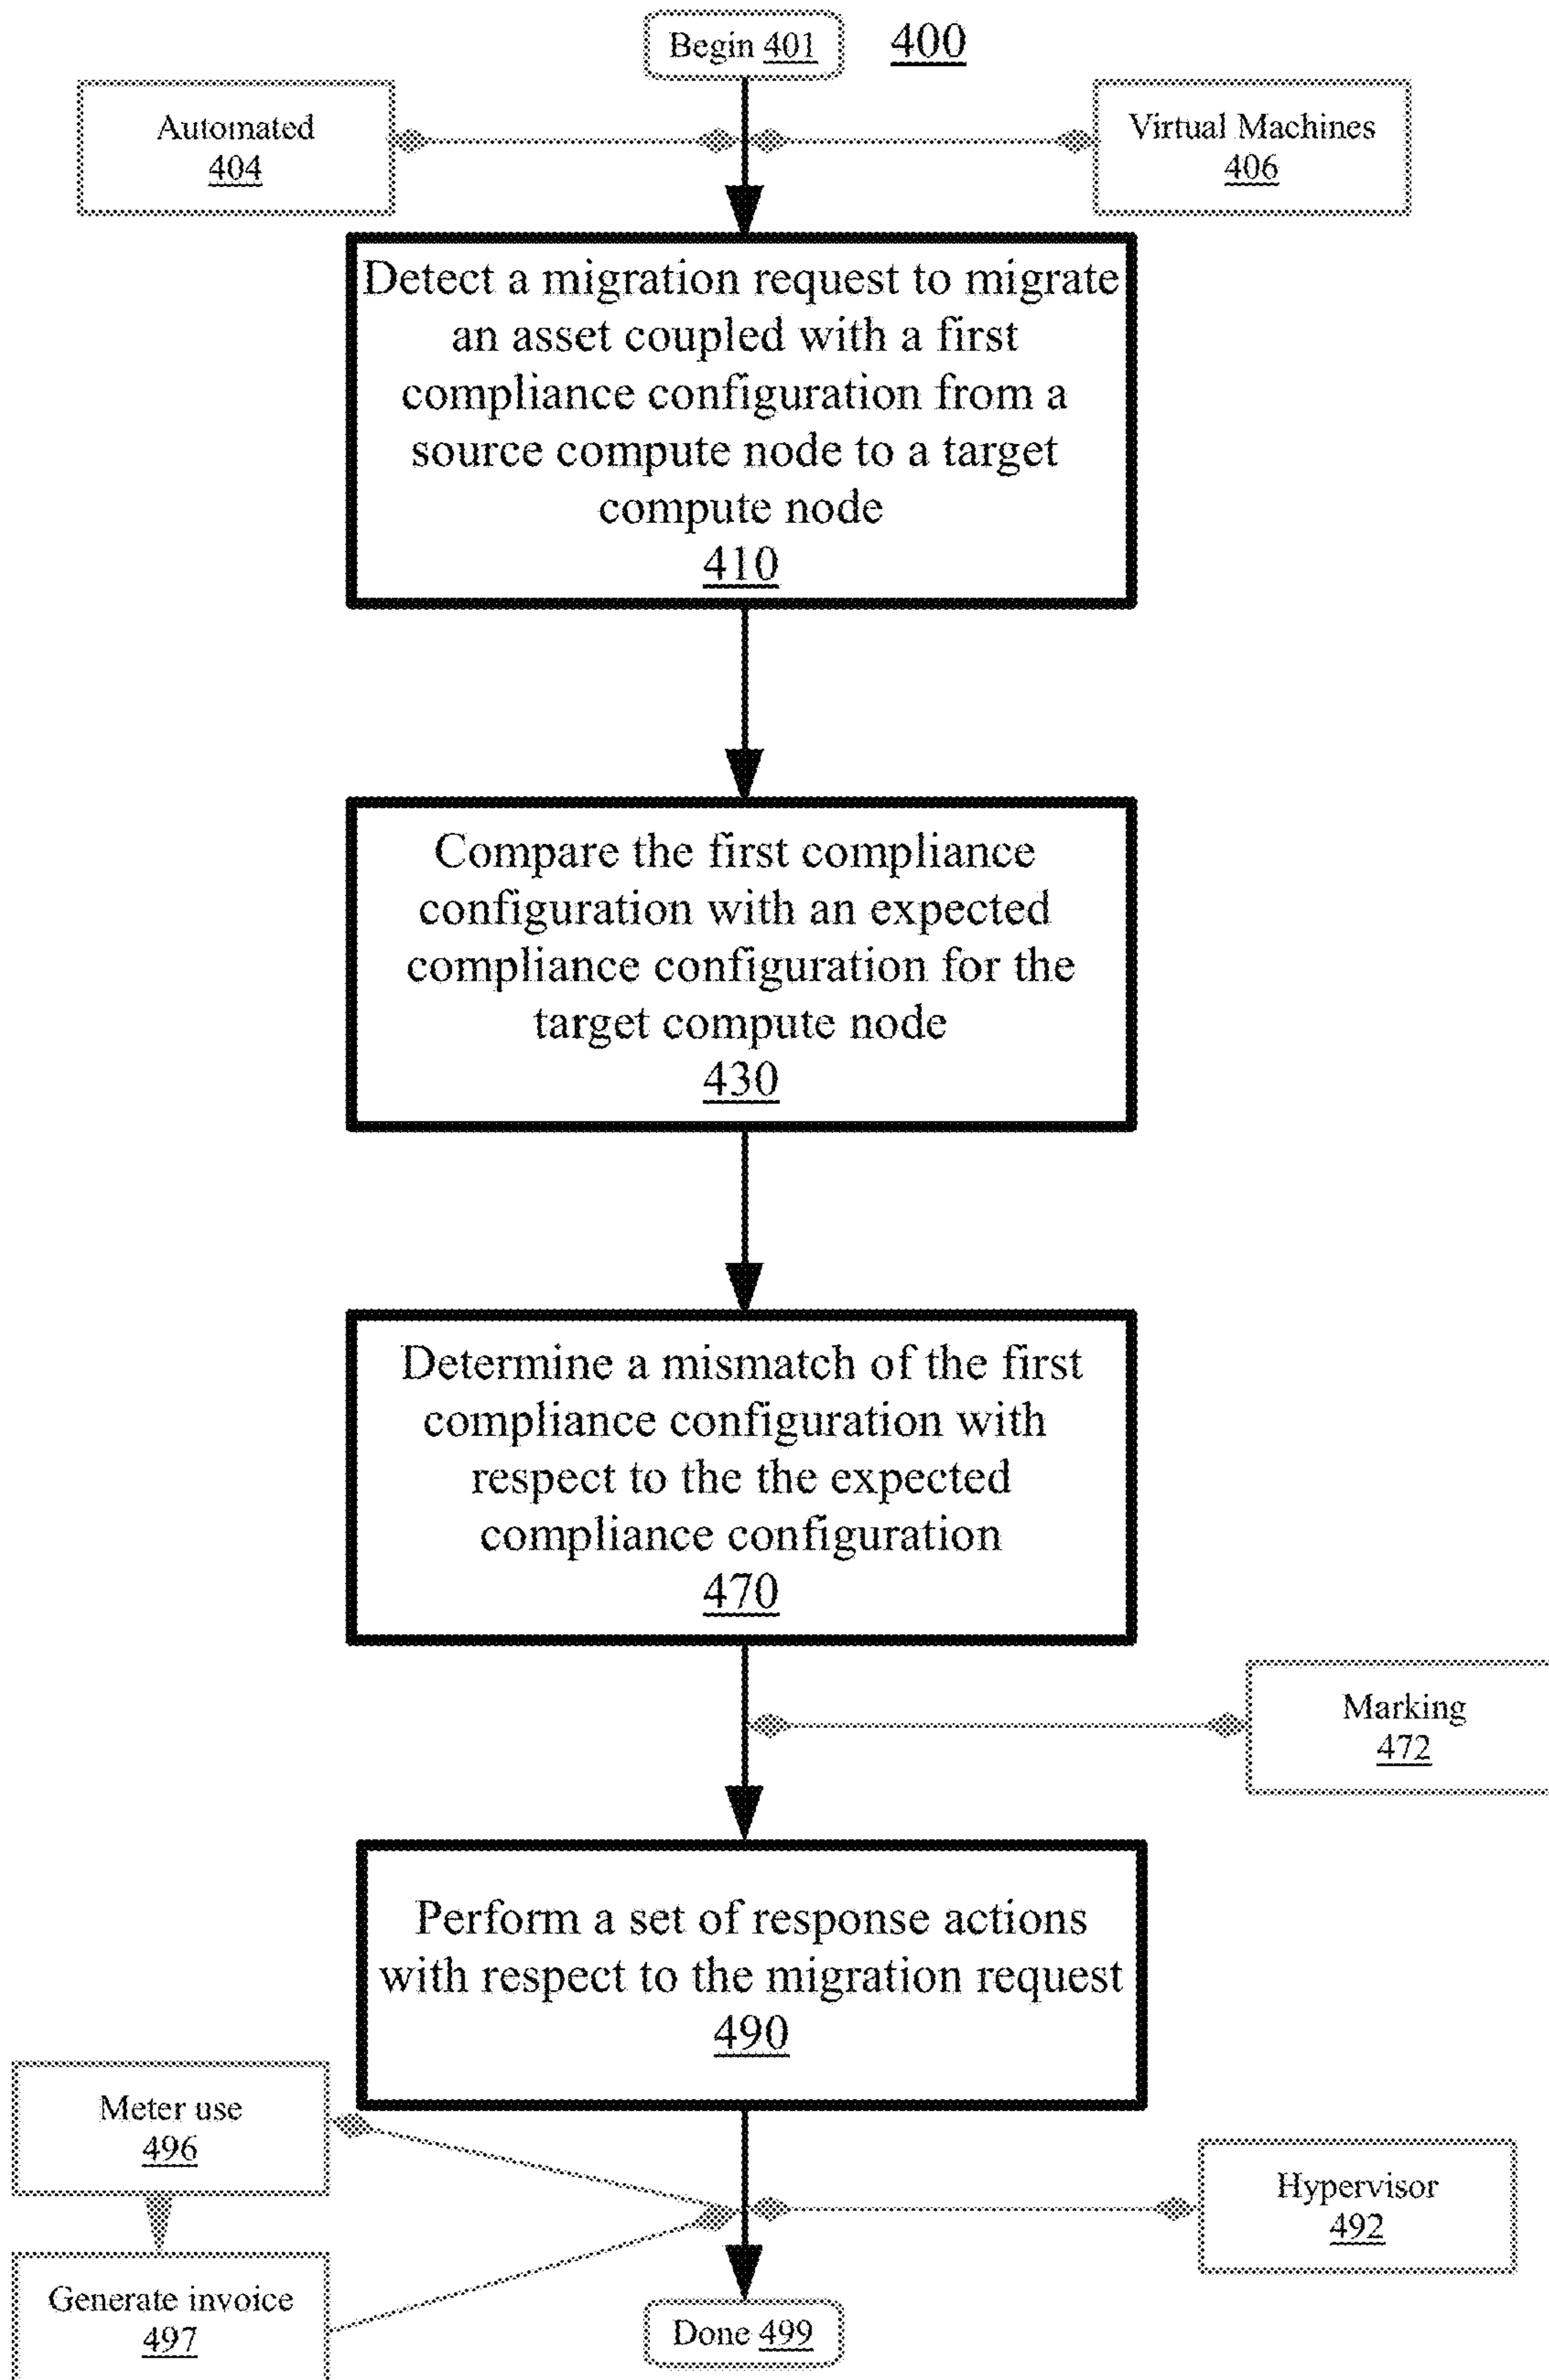 Begin 401
400
Automated
404
Virtual Machines
406
Detect a migration request to migrate
an asset coupled with a first
compliance configuration from a
source compute node to a target
compute node
410
Compare the first compliance
configuration with an expected
compliance configuration for the
target compute node
430
Determine a mismatch of the first
compliance configuration with
respect to the the expected
compliance configuration
470
Marking
472
Perform a set of response actions
with respect to the migration request
490
Meter use
496
Hypervisor
492
Generate invoice
497
Done 499